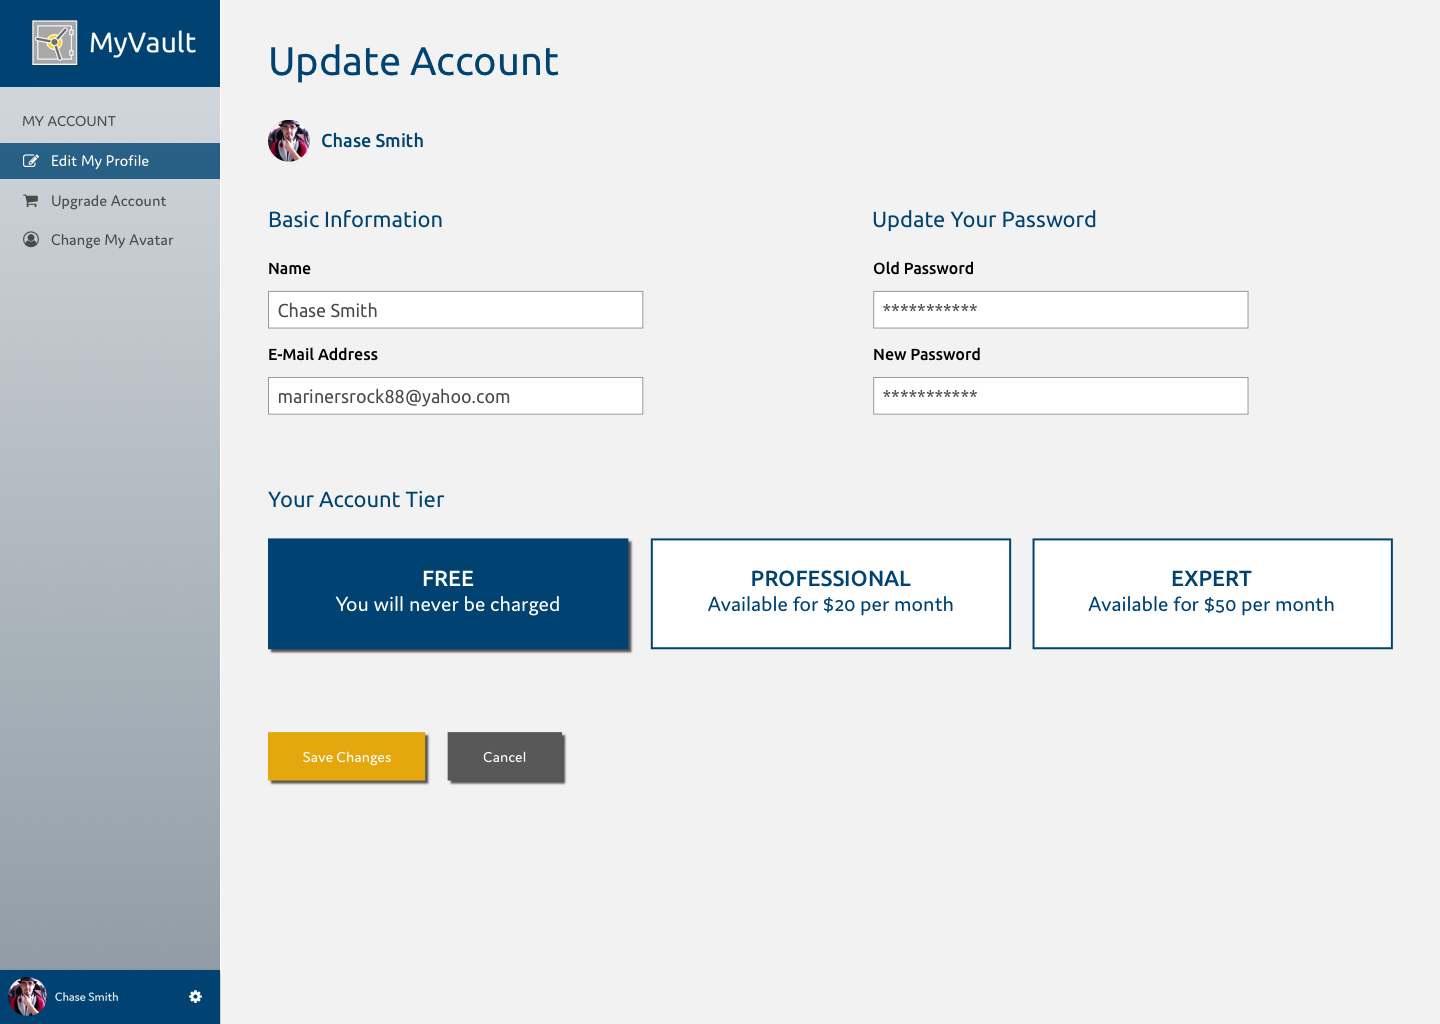 MyVault
MY ACCOUNT
Edit My Profile
Upgrade Account
Change My Avatar
Chase Smith
Update Account
Chase Smith
Basic Information
Name
Chase Smith
E-Mail Address
marinersrock88@yahoo.com
Update Your Password
Old Password
***********
New Password
***********
Your Account Tier
FREE
You will never be charged
PROFESSIONAL
Available for $20 per month
EXPERT
Available for $50 per month
Save Changes
Cancel